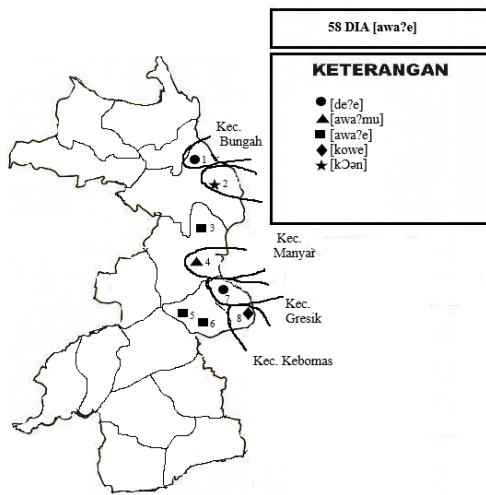 58 DIA [awa?e]
KETERANGAN
[de?e]
[awa?mu]
[awa?e]
[kowe]
[kɔən]
Kec.
Bungah
1
2
3
Kec.
Manyar
4
7
Kec.
Gresik
5
6
8
Kec. Kebomas